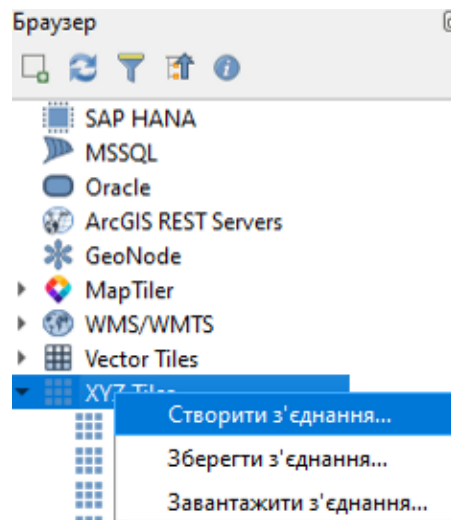 Браузер
SAP HANA
MSSQL
Oracle
ArcGIS REST Servers
GeoNode
MapTiler
WMS/WMTS
Vector Tiles
XYZ Tiles
Створити з'єднання...
Зберегти з'єднання...
Завантажити з'єднання...